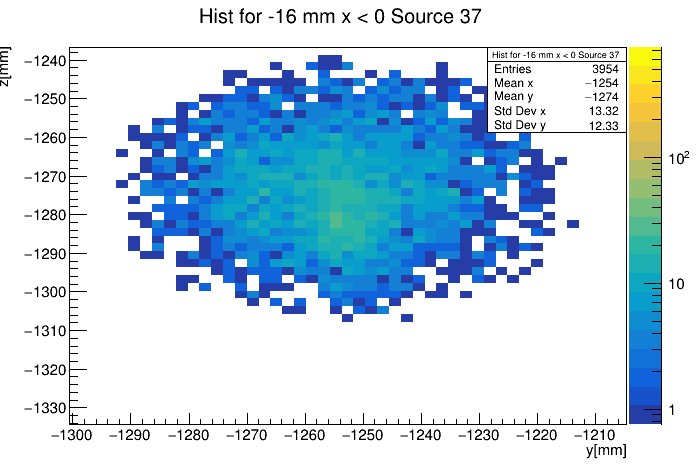 Hist for -16 mm x < 0 Source 37
z[mm]
Hist for -16 mm x < 0 Source 37
Entries 3954
Mean x −1254
Mean y −1274
Std Dev x 13.32
Std Dev y 12.33
−1240
−1250
−1260
−1270
−1280
−1290
−1300
−1310
−1320
−1330
10²
10
1
−1300 −1290 −1280 −1270 −1260 −1250 −1240 −1230 −1220 −1210
y[mm]